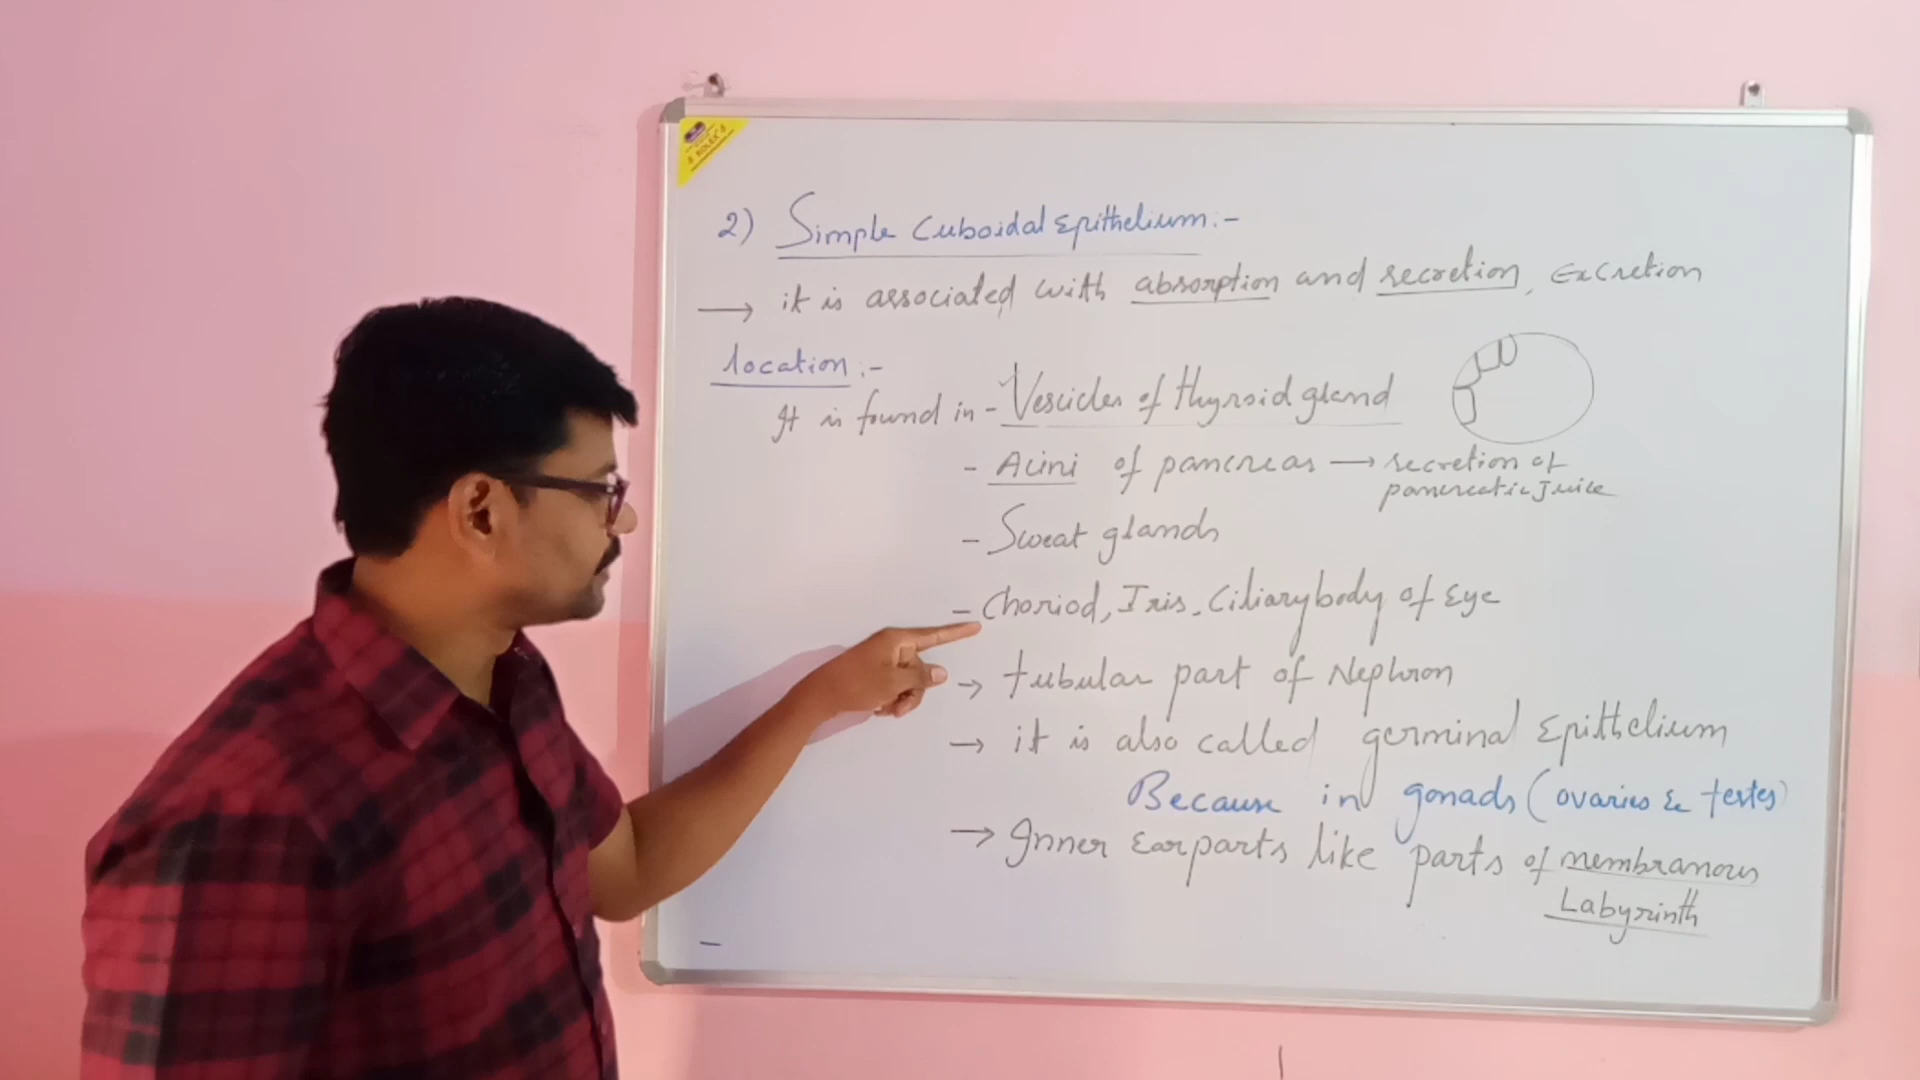 KOLEX'S
2) Simple Cuboidal Epithelium:-
→ it is associated with absorption and secretion, Excretion
location:-
It is found in - Vescicles of thyroid gland
- Acini of pancreas → secretion of
pancreatic Juice
- Sweat glands
- Choriod, Iris, Ciliary body of Eye
→ tubular part of Nephron
→ it is also called germinal Epithelium
Because in gonads (ovaries & testes)
→ Inner Ear parts like parts of membranous
Labyrinth